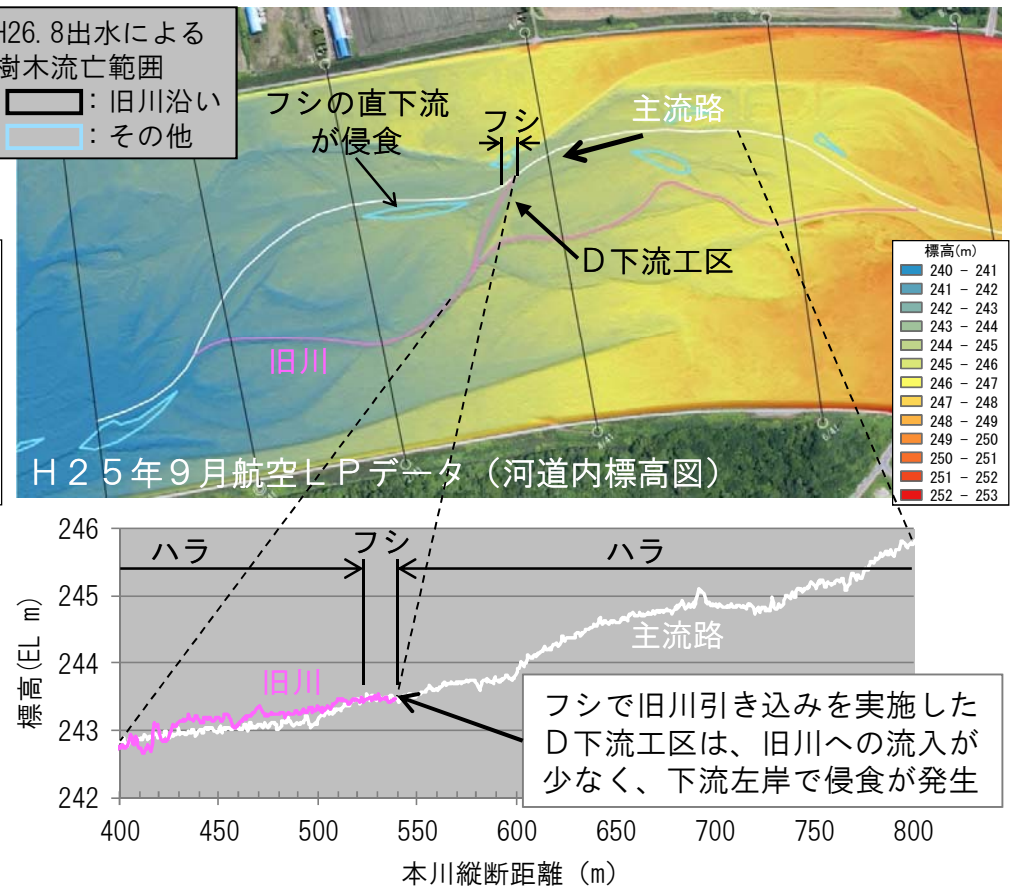 H26.8出水による
樹木流亡範囲
：旧川沿い
：その他
フシの直下流
が侵食
フシ
主流路
D下流工区
旧川
H25年9月航空LPデータ（河道内標高図）
標高(m)
240 - 241
241 - 242
242 - 243
243 - 244
244 - 245
245 - 246
246 - 247
247 - 248
248 - 249
249 - 250
250 - 251
251 - 252
252 - 253
246
245
244
243
242
標高(EL m)
ハラ
フシ
ハラ
旧川
主流路
フシで旧川引き込みを実施した
D下流工区は、旧川への流入が
少なく、下流左岸で侵食が発生
400 450 500 550 600 650 700 750 800
本川縦断距離（m）